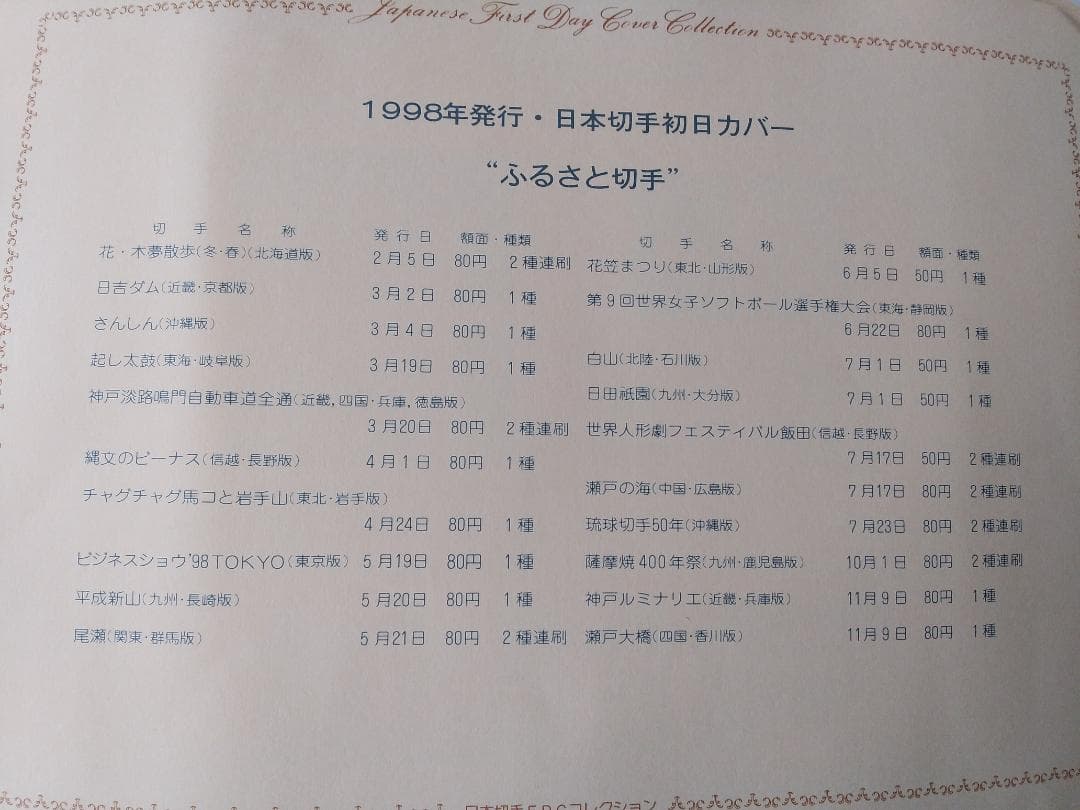 Japanese First Day Cover Collection
1998年発行・日本切手初日カバー
“ふるさと切手”
切手名称 発行日 額面・種類
花・木夢散歩(冬・春)(北海道版) 2月5日 80円 2種連刷
日吉ダム(近畿・京都版) 3月2日 80円 1種
さんしん(沖縄版) 3月4日 80円 1種
起し太鼓(東海・岐阜版) 3月19日 80円 1種
神戸淡路鳴門自動車道全通(近畿,四国・兵庫,徳島版)
3月20日 80円 2種連刷
縄文のビーナス(信越・長野版) 4月1日 80円 1種
チャグチャグ馬コと岩手山(東北・岩手版)
4月24日 80円 1種
ビジネスショウ'98TOKYO(東京版) 5月19日 80円 1種
平成新山(九州・長崎版) 5月20日 80円 1種
尾瀬(関東・群馬版) 5月21日 80円 2種連刷
切手名称 発行日 額面・種類
花笠まつり(東北・山形版) 6月5日 50円 1種
第9回世界女子ソフトボール選手権大会(東海・静岡版)
6月22日 80円 1種
白山(北陸・石川版) 7月1日 50円 1種
日田祇園(九州・大分版) 7月1日 50円 1種
世界人形劇フェスティバル飯田(信越・長野版)
7月17日 50円 2種連刷
瀬戸の海(中国・広島版) 7月17日 80円 2種連刷
琉球切手50年(沖縄版) 7月23日 80円 2種連刷
薩摩焼400年祭(九州・鹿児島版) 10月1日 80円 2種連刷
神戸ルミナリエ(近畿・兵庫版) 11月9日 80円 1種
瀬戸大橋(四国・香川版) 11月9日 80円 1種
日本切手FDCコレクション